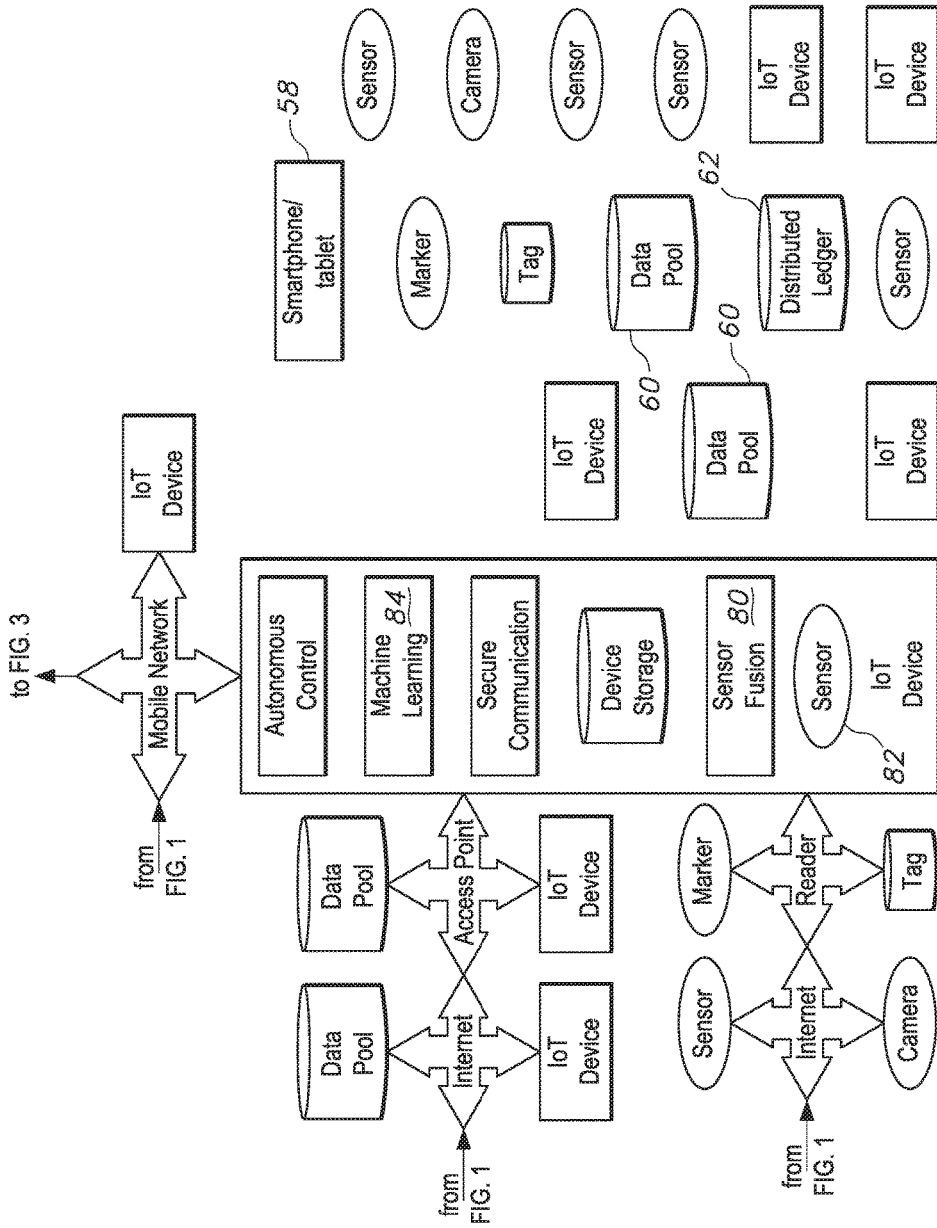 from
FIG. 1
from
FIG. 1
from
FIG. 1
to FIG. 3
Sensor
Internet
Camera
Data
Pool
Internet
IoT
Device
Marker
Reader
Tag
Data
Pool
Access Point
IoT
Device
Mobile Network
IoT
Device
Autonomous
Control
Machine
Learning
84
Secure
Communication
Device
Storage
Sensor
Fusion
80
Sensor
82
IoT
Device
IoT
Device
Data
Pool
60
IoT
Device
Smartphone/
tablet
58
Marker
Tag
Data
Pool
60
Distributed
Ledger
62
Sensor
Sensor
Camera
Sensor
Sensor
IoT
Device
IoT
Device